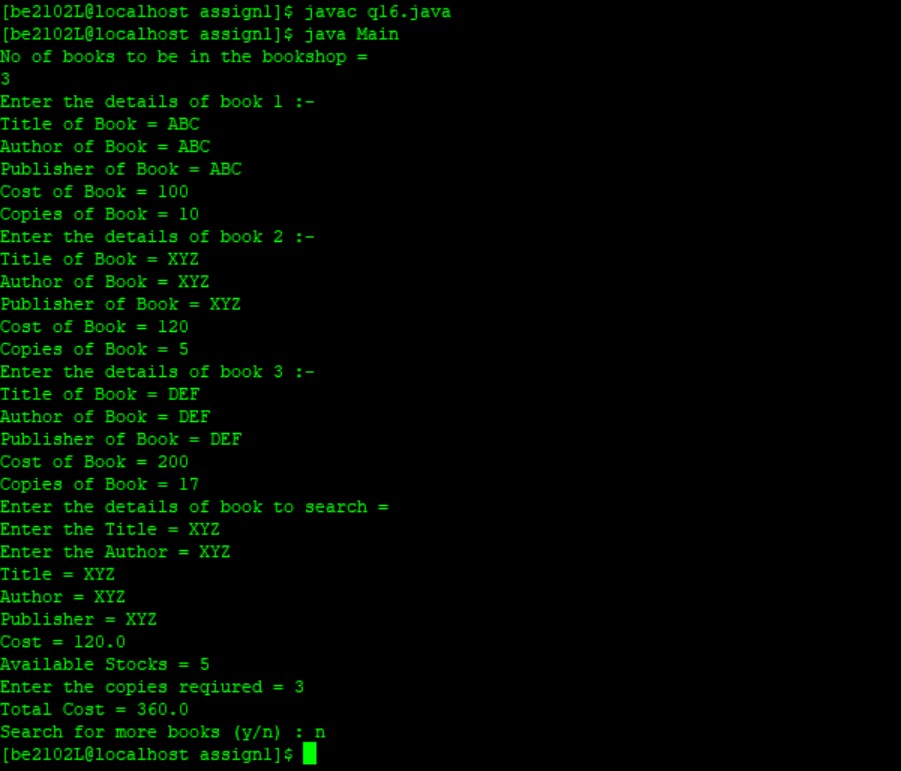 [be2102L@localhost assign1]$ javac q16.java
[be2102L@localhost assign1]$ java Main
No of books to be in the bookshop =
3
Enter the details of book 1 :-
Title of Book = ABC
Author of Book = ABC
Publisher of Book = ABC
Cost of Book = 100
Copies of Book = 10
Enter the details of book 2 :-
Title of Book = XYZ
Author of Book = XYZ
Publisher of Book = XYZ
Cost of Book = 120
Copies of Book = 5
Enter the details of book 3 :-
Title of Book = DEF
Author of Book = DEF
Publisher of Book = DEF
Cost of Book = 200
Copies of Book = 17
Enter the details of book to search =
Enter the Title = XYZ
Enter the Author = XYZ
Title = XYZ
Author = XYZ
Publisher = XYZ
Cost = 120.0
Available Stocks = 5
Enter the copies reqiured = 3
Total Cost = 360.0
Search for more books (y/n) : n
[be2102L@localhost assign1]$